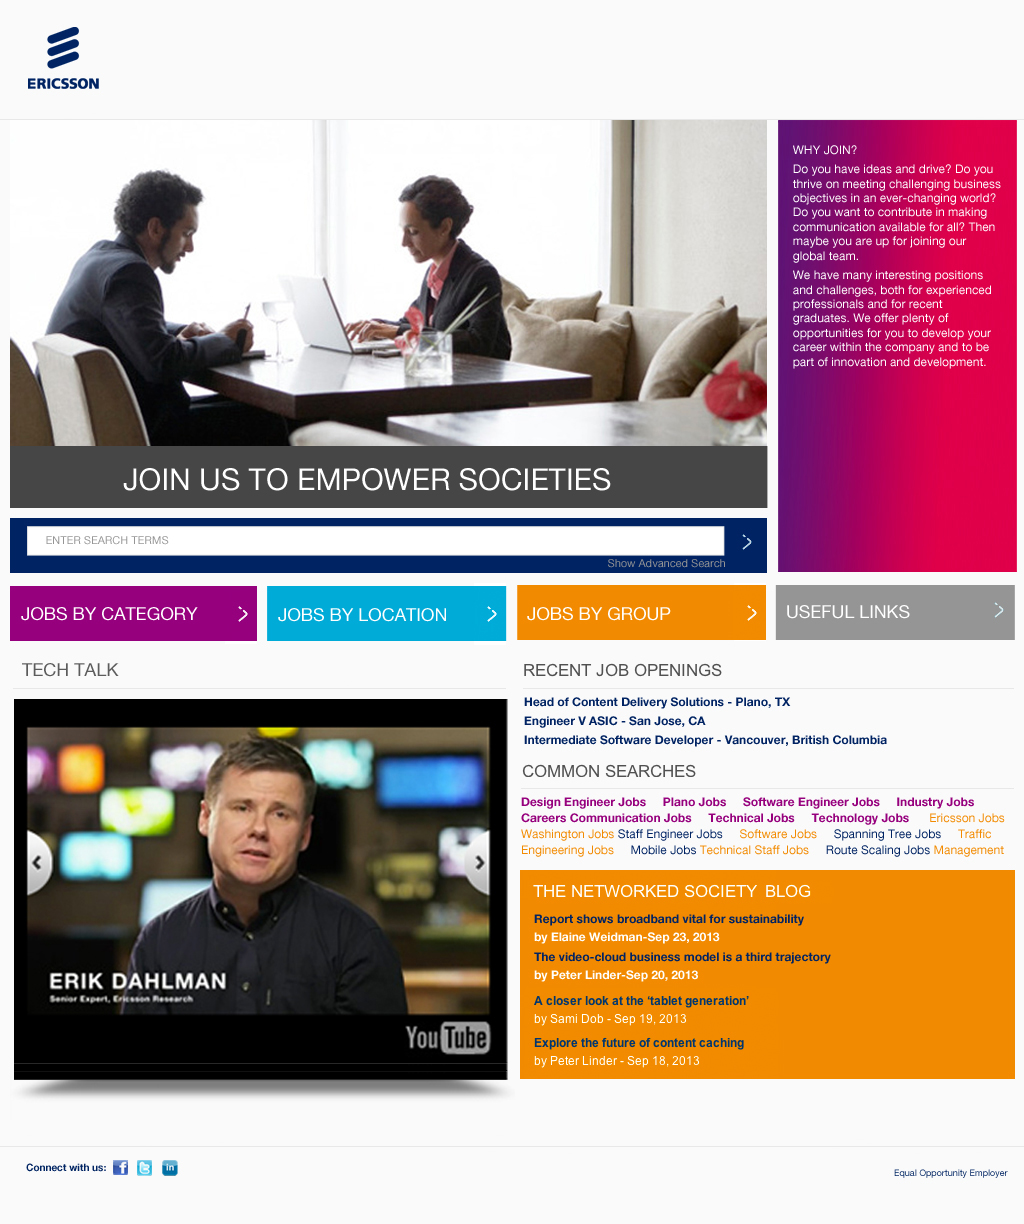 ERICSSON
WHY JOIN?
Do you have ideas and drive? Do you
thrive on meeting challenging business
objectives in an ever-changing world?
Do you want to contribute in making
communication available for all? Then
maybe you are up for joining our
global team.
We have many interesting positions
and challenges, both for experienced
professionals and for recent
graduates. We offer plenty of
opportunities for you to develop your
career within the company and to be
part of innovation and development.
JOIN US TO EMPOWER SOCIETIES
ENTER SEARCH TERMS
Show Advanced Search
JOBS BY CATEGORY
JOBS BY LOCATION
JOBS BY GROUP
USEFUL LINKS
TECH TALK
ERIK DAHLMAN
Senior Expert, Ericsson Research
YouTube
RECENT JOB OPENINGS
Head of Content Delivery Solutions - Plano, TX
Engineer V ASIC - San Jose, CA
Intermediate Software Developer - Vancouver, British Columbia
COMMON SEARCHES
Design Engineer Jobs Plano Jobs Software Engineer Jobs Industry Jobs
Careers Communication Jobs Technical Jobs Technology Jobs Ericsson Jobs
Washington Jobs Staff Engineer Jobs Software Jobs Spanning Tree Jobs Traffic
Engineering Jobs Mobile Jobs Technical Staff Jobs Route Scaling Jobs Management
THE NETWORKED SOCIETY BLOG
Report shows broadband vital for sustainability
by Elaine Weidman-Sep 23, 2013
The video-cloud business model is a third trajectory
by Peter Linder-Sep 20, 2013
A closer look at the ‘tablet generation’
by Sami Dob - Sep 19, 2013
Explore the future of content caching
by Peter Linder - Sep 18, 2013
Connect with us: f t in
Equal Opportunity Employer